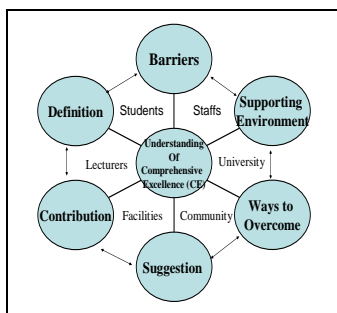 Barriers
Definition
Students
Staffs
Supporting
Environment
Understanding
Of
Comprehensive
Excellence (CE)
Lecturers
University
Contribution
Facilities
Community
Ways to
Overcome
Suggestion